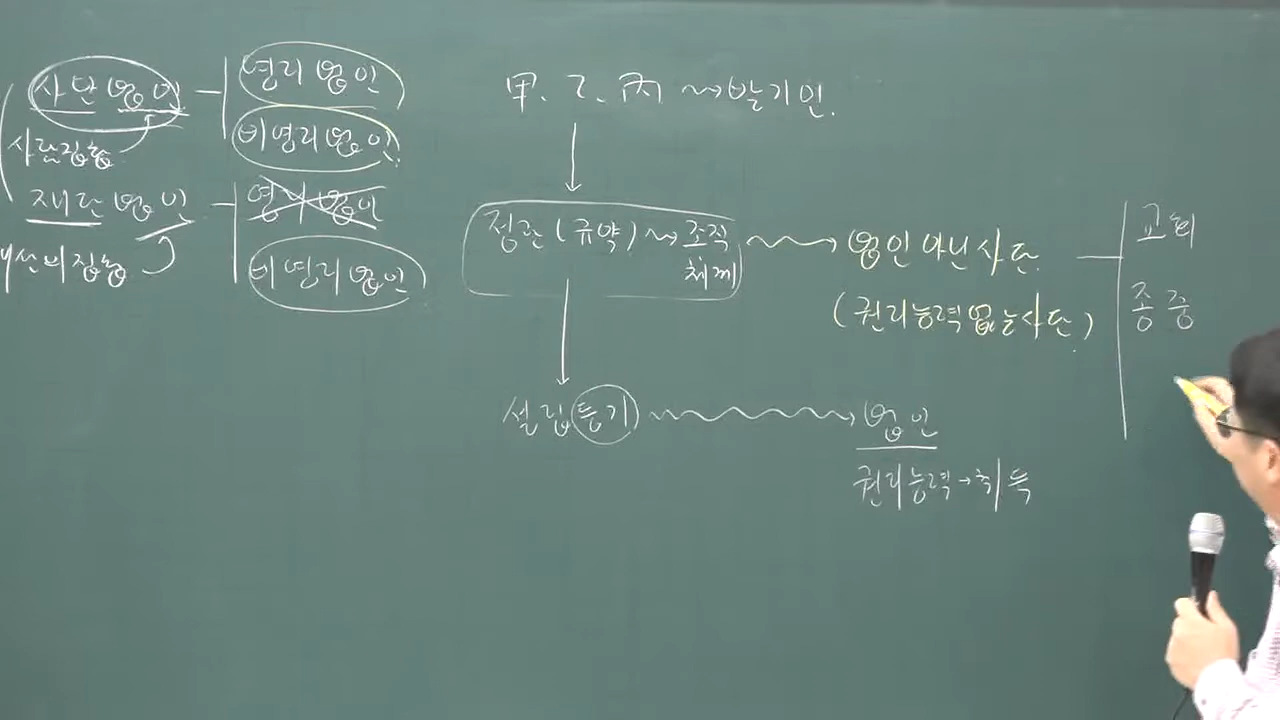 사단법인
영리법인
비영리법인
사람집합
재단법인
영리법인
비영리법인
재산의 집합
甲. 乙. 丙 → 발기인.
정관(규약) → 조직
체계
법인 아닌 사단
(권리능력 없는 사단)
교회
종중
설립등기
법인
권리능력 → 취득